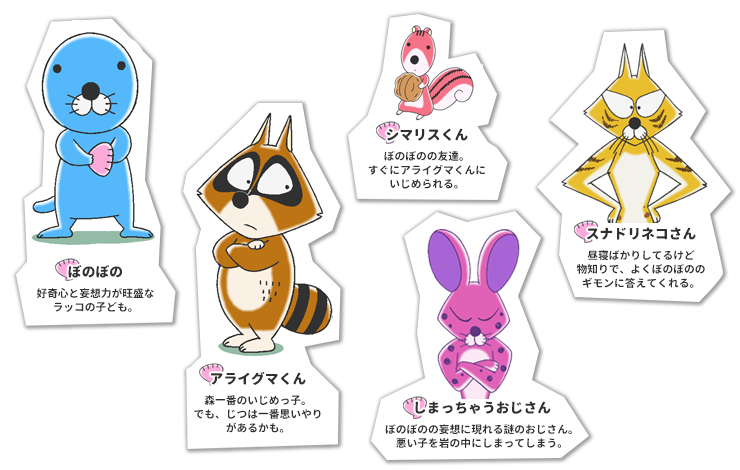 ぼのぼの
好奇心と妄想力が旺盛な
ラッコの子ども。
アライグマくん
森一番のいじめっ子。
でも、じつは一番思いやり
があるかも。
シマリスくん
ぼのぼのの友達。
すぐにアライグマくんに
いじめられる。
しまっちゃうおじさん
ぼのぼのの妄想に現れる謎のおじさん。
悪い子を岩の中にしまってしまう。
スナドリネコさん
昼寝ばかりしてるけど
物知りで、よくぼのぼのの
ギモンに答えてくれる。